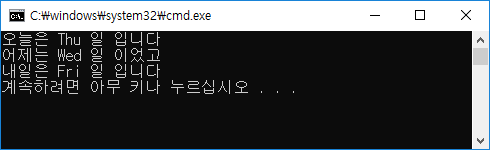 C:₩windows₩system32₩cmd.exe
오늘은 Thu 일 입니다
어제는 Wed 일 이었고
내일은 Fri 일 입니다
계속하려면 아무 키나 누르십시오 . . .